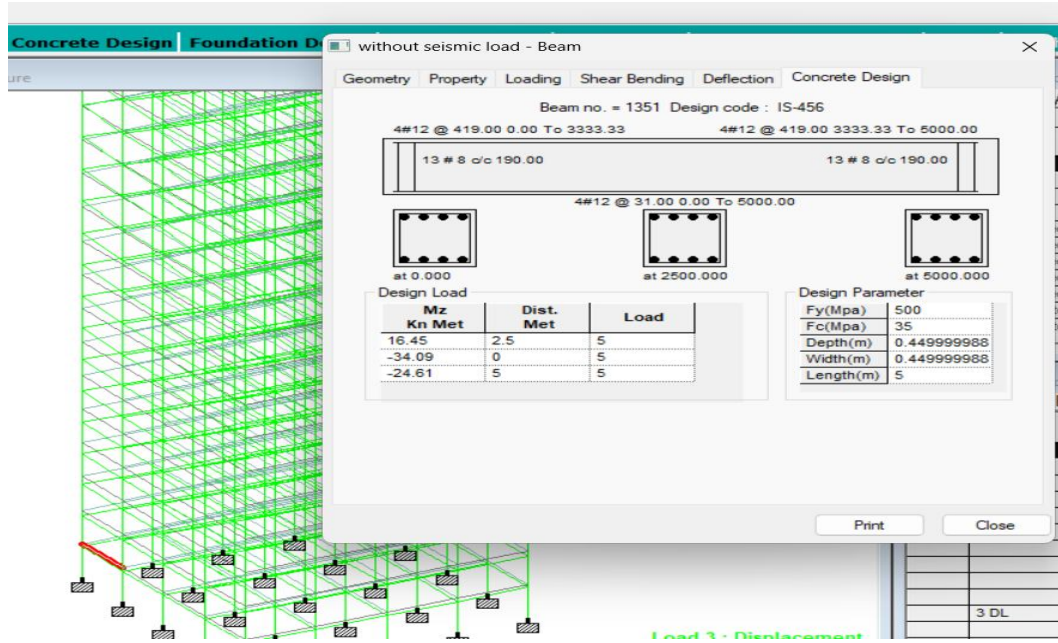 Concrete Design Foundation D
without seismic load - Beam
ure
Geometry Property Loading Shear Bending Deflection Concrete Design
Beam no. = 1351 Design code : IS-456
4#12 @ 419.00 0.00 To 3333.33 4#12 @ 419.00 3333.33 To 5000.00
13 # 8 c/c 190.00 13 # 8 c/c 190.00
4#12 @ 31.00 0.00 To 5000.00
at 0.000 at 2500.000 at 5000.000
Design Load Design Parameter
Mz Kn Met Dist. Met Load
16.45 2.5 5
-34.09 0 5
-24.61 5 5
Fy(Mpa) 500
Fc(Mpa) 35
Depth(m) 0.449999988
Width(m) 0.449999988
Length(m) 5
Print Close
3 DL
Load 3 : Displacement